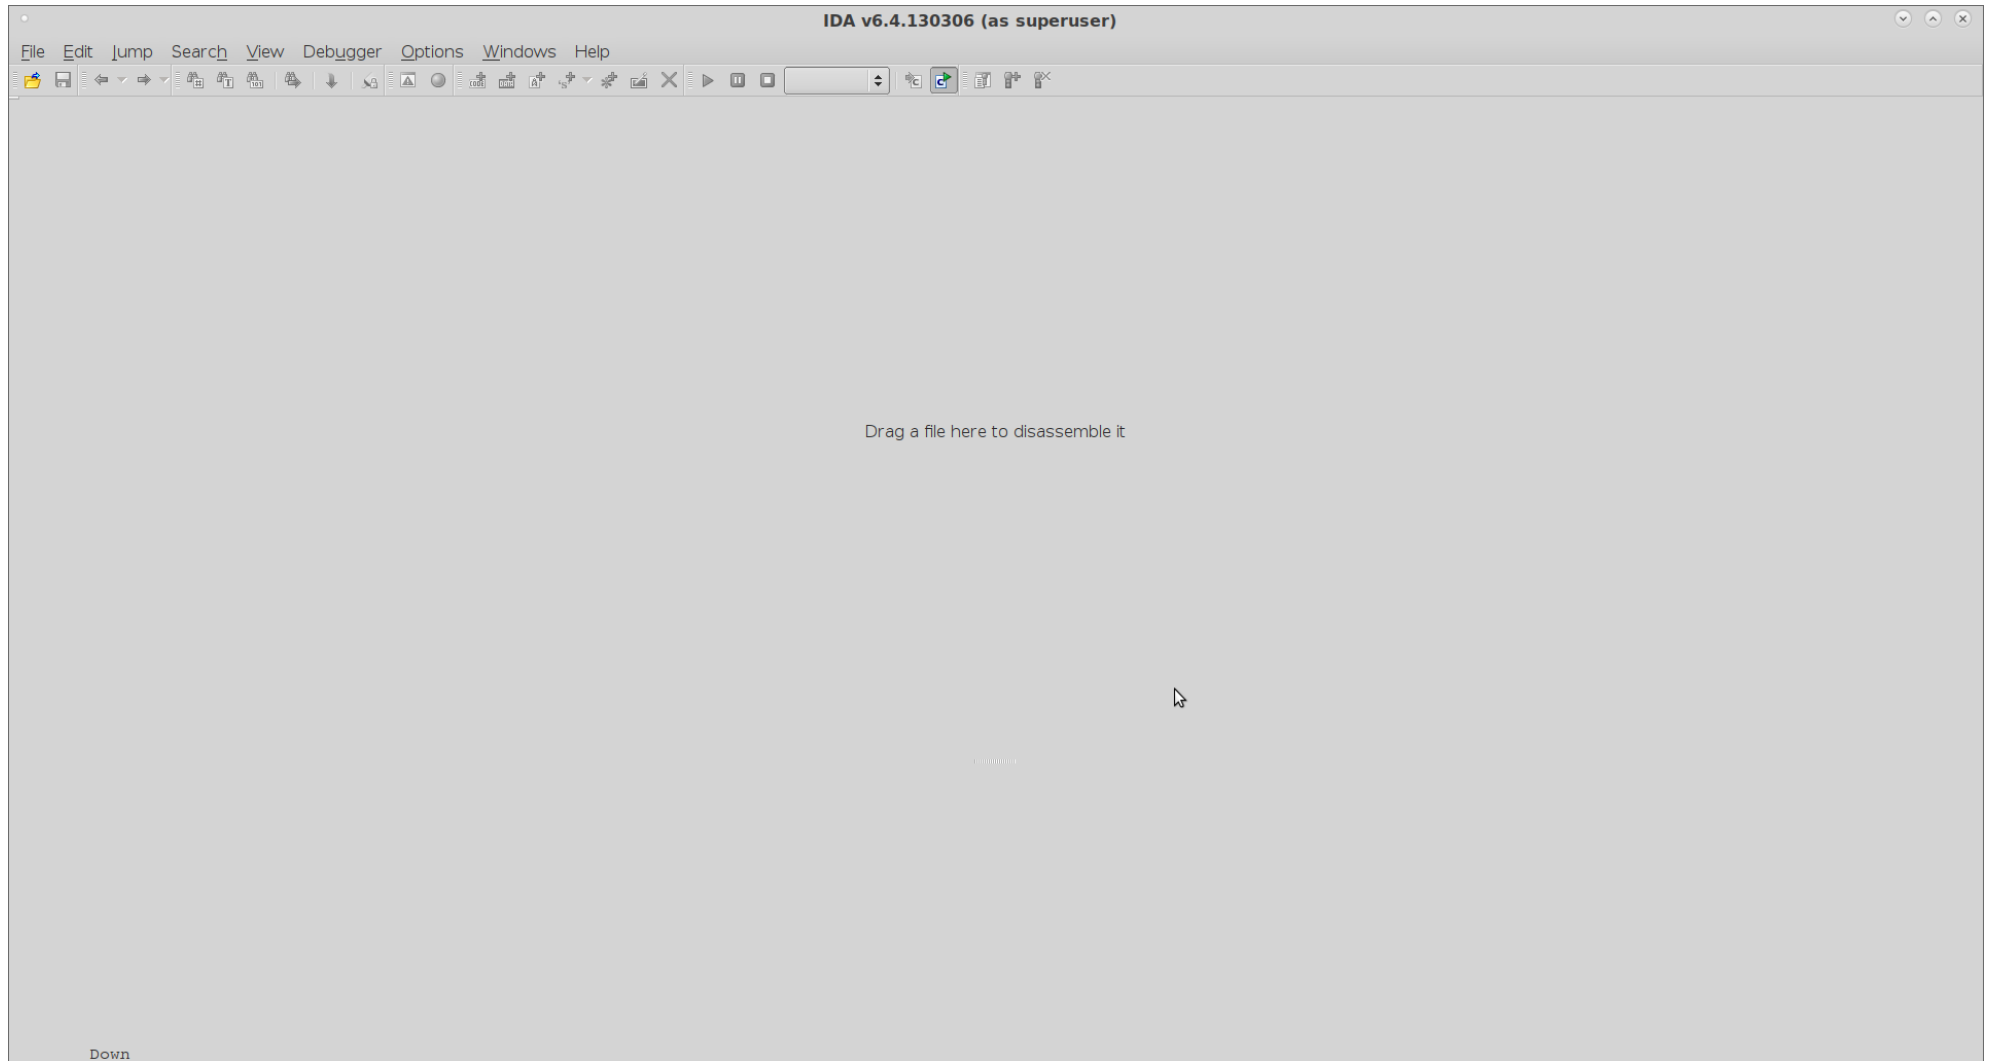 IDA v6.4.130306 (as superuser)
File Edit Jump Search View Debugger Options Windows Help
Drag a file here to disassemble it
Down